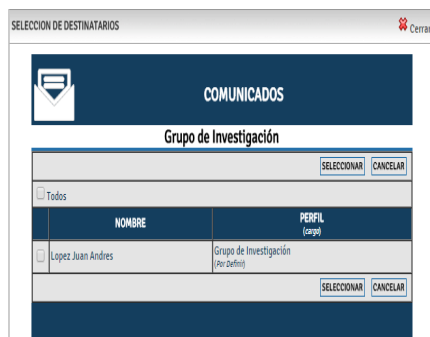 SELECCION DE DESTINATARIOS
Cerrar
COMUNICADOS
Grupo de Investigación
SELECCIONAR CANCELAR
Todos
NOMBRE PERFIL
(cargo)
Lopez Juan Andres Grupo de Investigación
(Por Definir)
SELECCIONAR CANCELAR